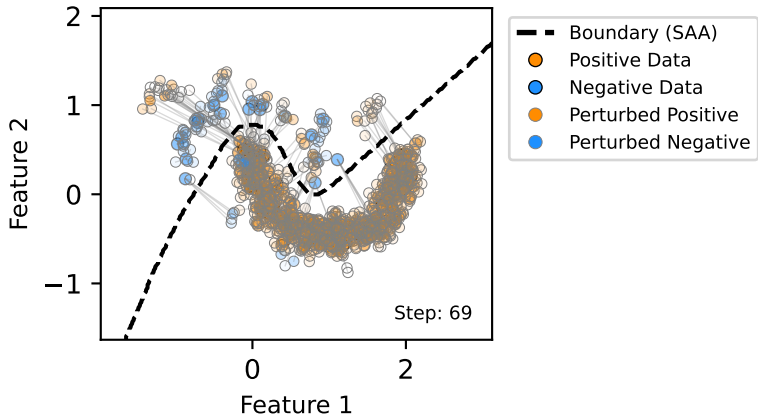 2
1
0
−1
0
2
Feature 2
Feature 1
Step: 69
Boundary (SAA)
Positive Data
Negative Data
Perturbed Positive
Perturbed Negative